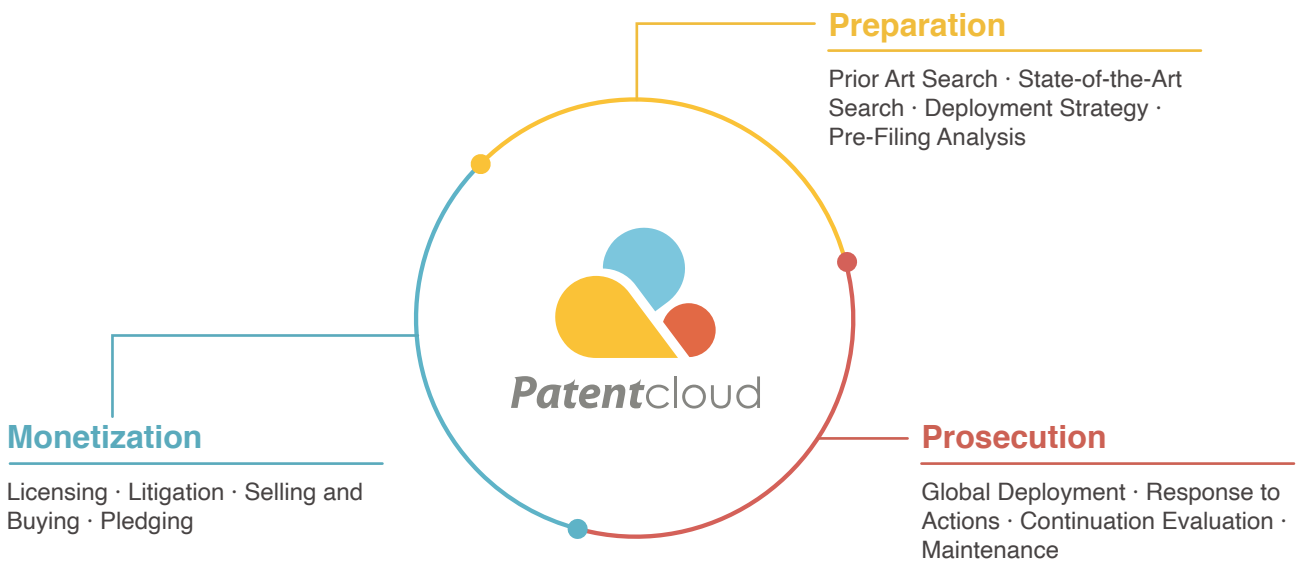 Preparation
Prior Art Search · State-of-the-Art
Search · Deployment Strategy ·
Pre-Filing Analysis
Patentcloud
Monetization
Licensing · Litigation · Selling and
Buying · Pledging
Prosecution
Global Deployment · Response to
Actions · Continuation Evaluation ·
Maintenance